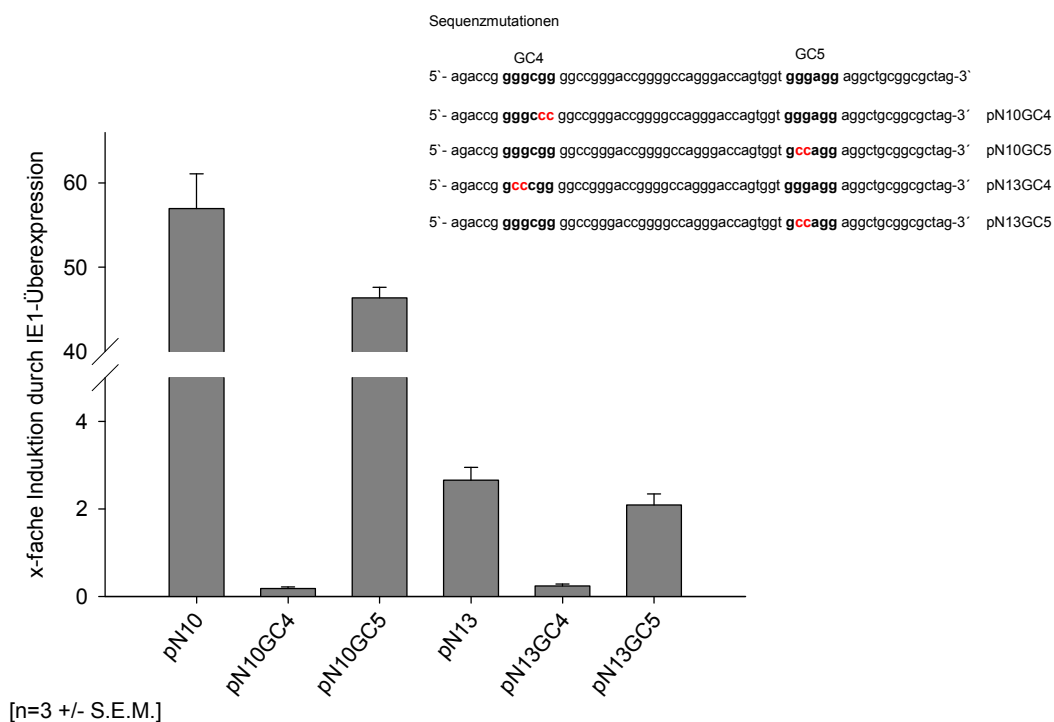 Sequenzmutationen
GC4 GC5
5`- agaccg gggcgg ggccgggaccggggccagggaccagtggt gggagg aggctgcggcgctag-3`
5`- agaccg gggccc ggccgggaccggggccagggaccagtggt gggagg aggctgcggcgctag-3´ pN10GC4
5`- agaccg gggcgg ggccgggaccggggccagggaccagtggt gccagg aggctgcggcgctag-3´ pN10GC5
5`- agaccg gcccgg ggccgggaccggggccagggaccagtggt gggagg aggctgcggcgctag-3´ pN13GC4
5`- agaccg gggcgg ggccgggaccggggccagggaccagtggt gccagg aggctgcggcgctag-3´ pN13GC5
x-fache Induktion durch IE1-Überexpression
60
50
40
4
2
0
pN10 pN10GC4 pN10GC5 pN13 pN13GC4 pN13GC5
[n=3 +/- S.E.M.]